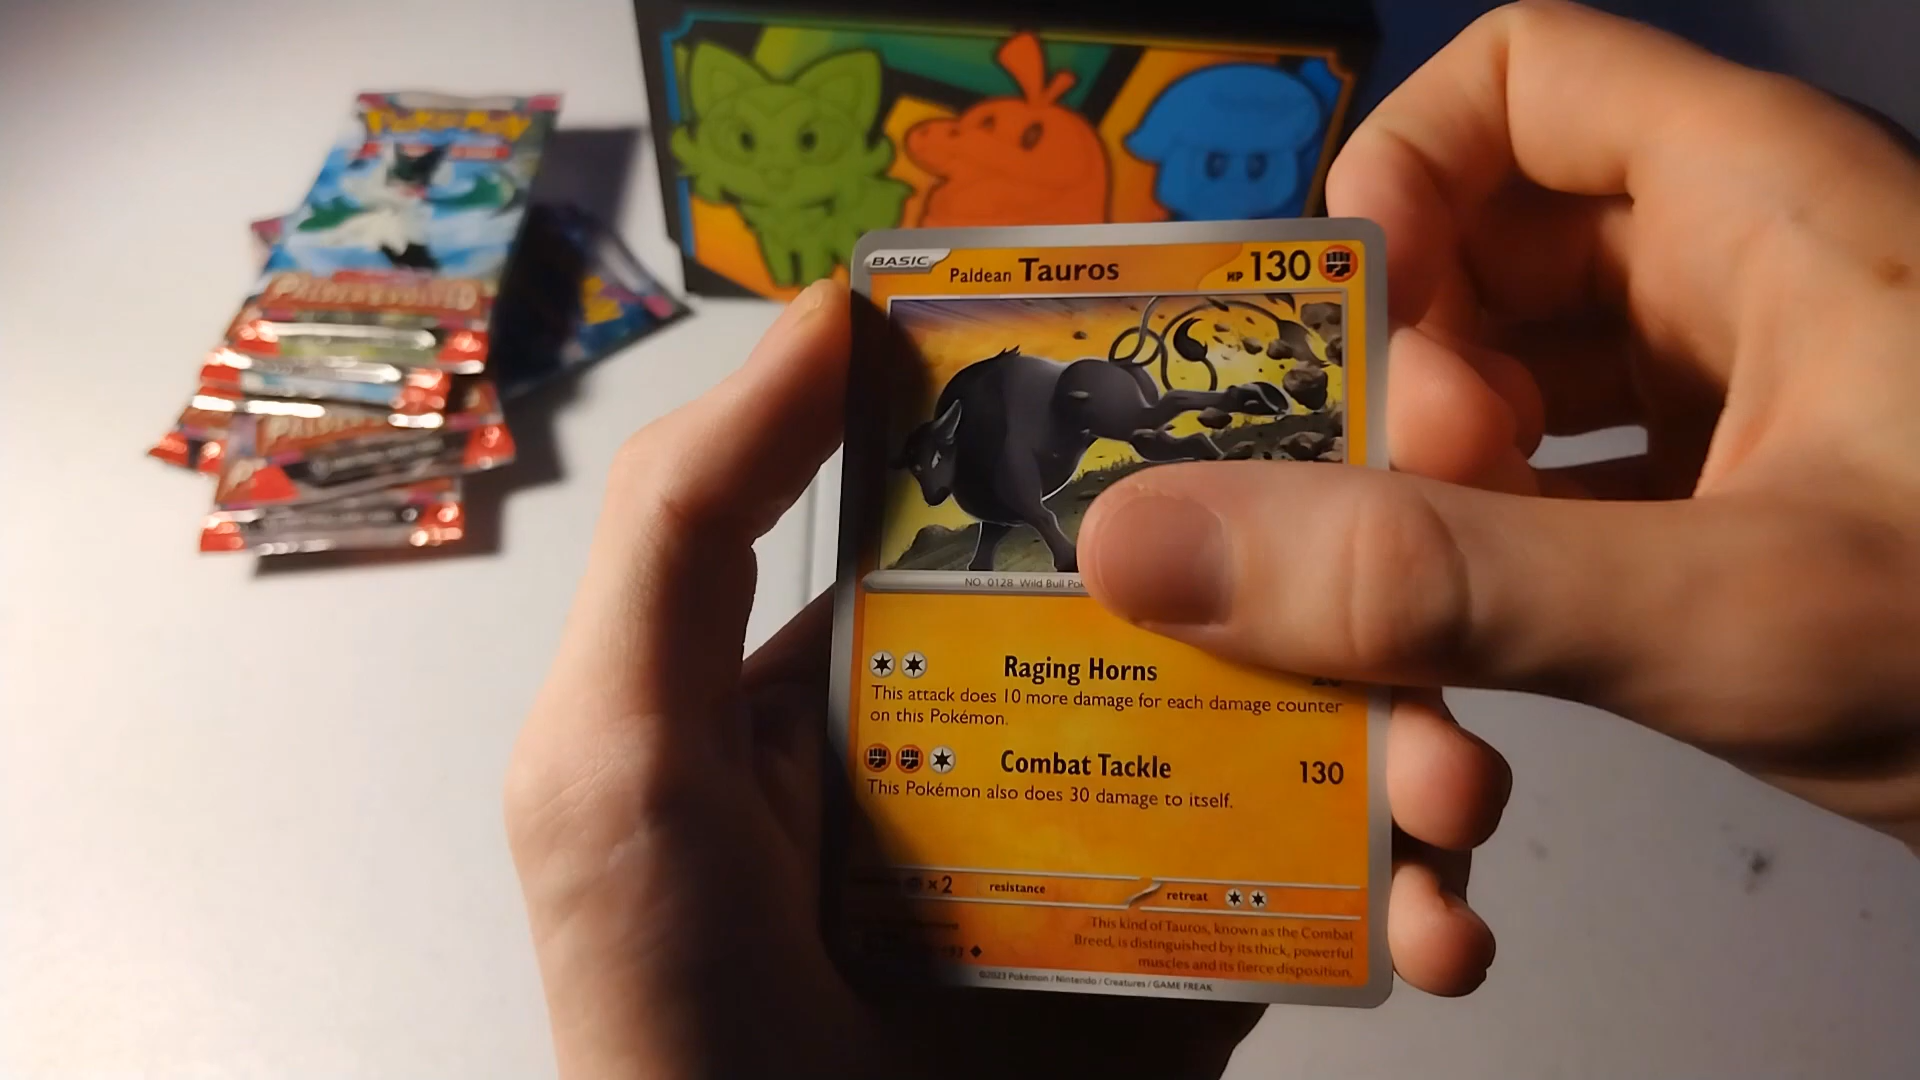 POKÉMON
PALDEA EVOLVED
BASIC
Paldean Tauros
HP 130
NO. 0128 Wild Bull
Raging Horns
This attack does 10 more damage for each damage counter
on this Pokémon.
Combat Tackle 130
This Pokémon also does 30 damage to itself.
×2 resistance retreat
This kind of Tauros, known as the Combat
Breed, is distinguished by its thick, powerful
muscles and its fierce disposition.
©2023 Pokémon / Nintendo / Creatures / GAME FREAK